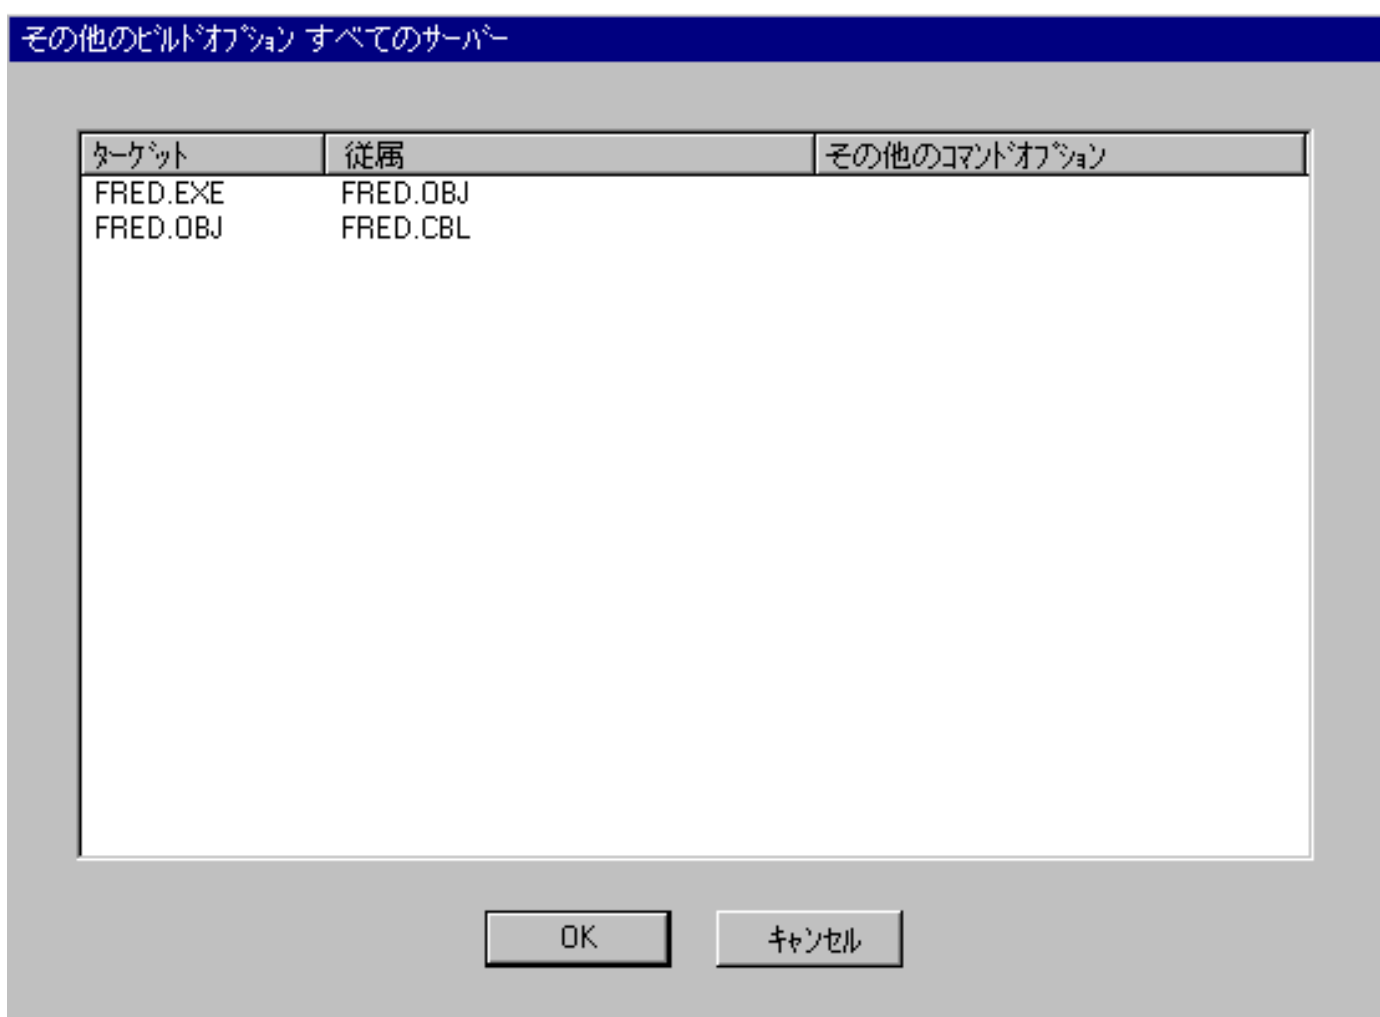 その他のﾋﾞﾙﾄﾞｵﾌﾟｼｮﾝ すべてのサーバー
ﾀｰｹﾞｯﾄ 従属 その他のｺﾏﾝﾄﾞｵﾌﾟｼｮﾝ
FRED.EXE FRED.OBJ
FRED.OBJ FRED.CBL
OK ｷｬﾝｾﾙ